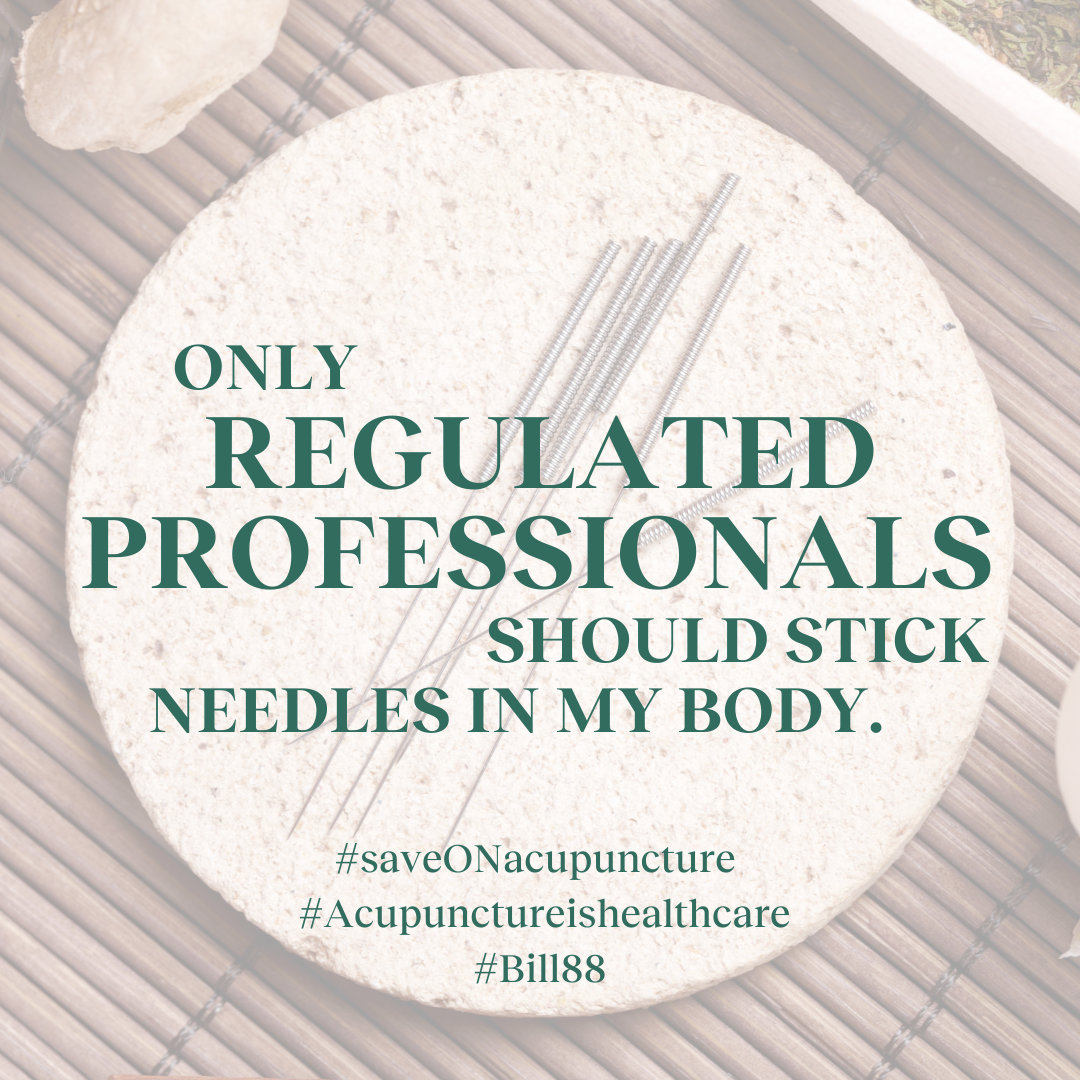 ONLY
REGULATED
PROFESSIONALS
SHOULD STICK
NEEDLES IN MY BODY.
#saveONacupuncture
#Acupunctureishealthcare
#Bill88